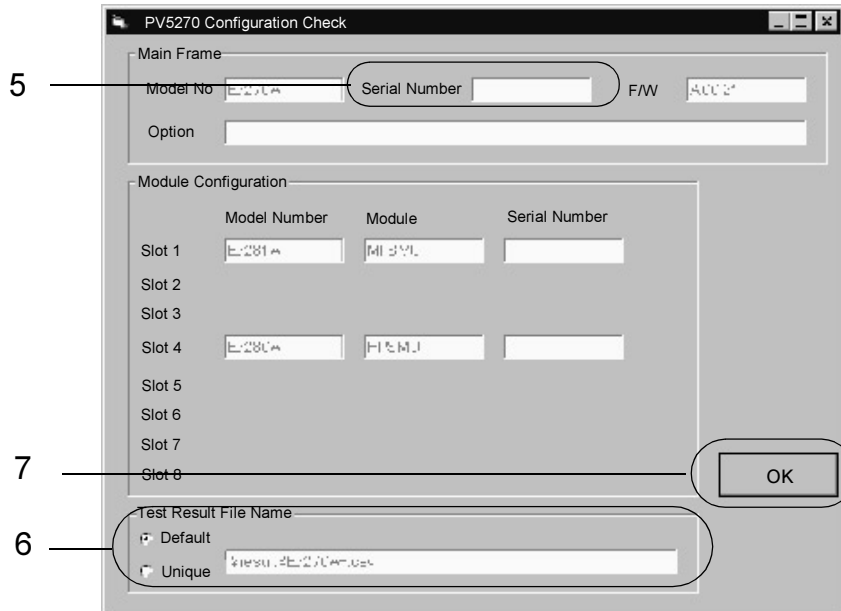 PV5270 Configuration Check
Main Frame
5
Model No
Serial Number
F/W
Option
Module Configuration
Model Number Module Serial Number
Slot 1
Slot 2
Slot 3
Slot 4
Slot 5
Slot 6
Slot 7
7
Slot 8
OK
Test Result File Name
6
Default
Unique